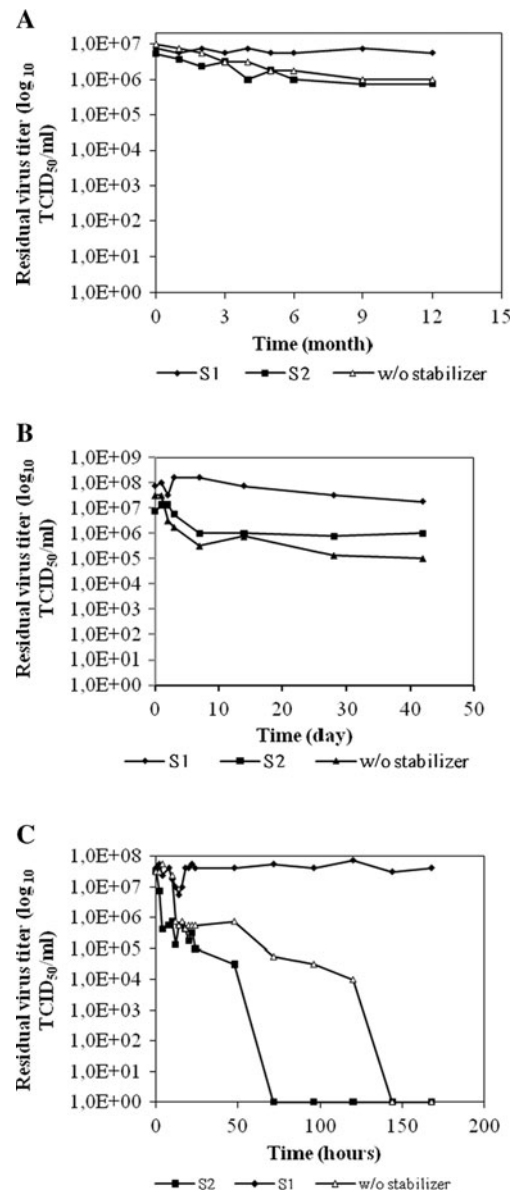 A
1,0E+07
1,0E+06
1,0E+05
1,0E+04
1,0E+03
1,0E+02
1,0E+01
1,0E+00
Residual virus titer (log10
TCID50/ml)
0 3 6 9 12 15
Time (month)
S1 S2 w/o stabilizer
B
1,0E+09
1,0E+08
1,0E+07
1,0E+06
1,0E+05
1,0E+04
1,0E+03
1,0E+02
1,0E+01
1,0E+00
Residual virus titer (log10
TCID50/ml)
0 10 20 30 40 50
Time (day)
S1 S2 w/o stabilizer
C
1,0E+08
1,0E+07
1,0E+06
1,0E+05
1,0E+04
1,0E+03
1,0E+02
1,0E+01
1,0E+00
Residual virus titer (log10
TCID50/ml)
0 50 100 150 200
Time (hours)
S2 S1 w/o stabilizer